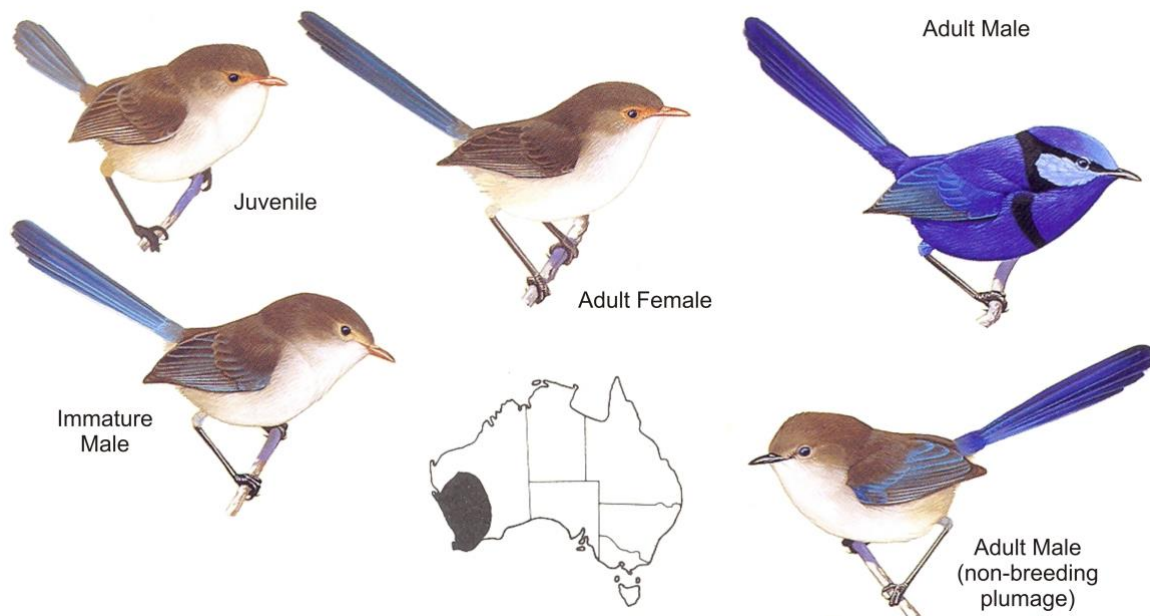 Adult Male
Juvenile
Adult Female
Immature
Male
Adult Male
(non-breeding
plumage)